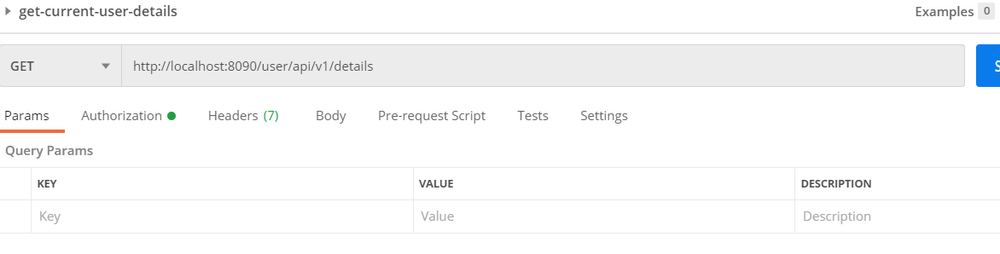 get-current-user-details Examples 0
GET http://localhost:8090/user/api/v1/details S
Params Authorization Headers (7) Body Pre-request Script Tests Settings
Query Params
KEY VALUE DESCRIPTION
Key Value Description